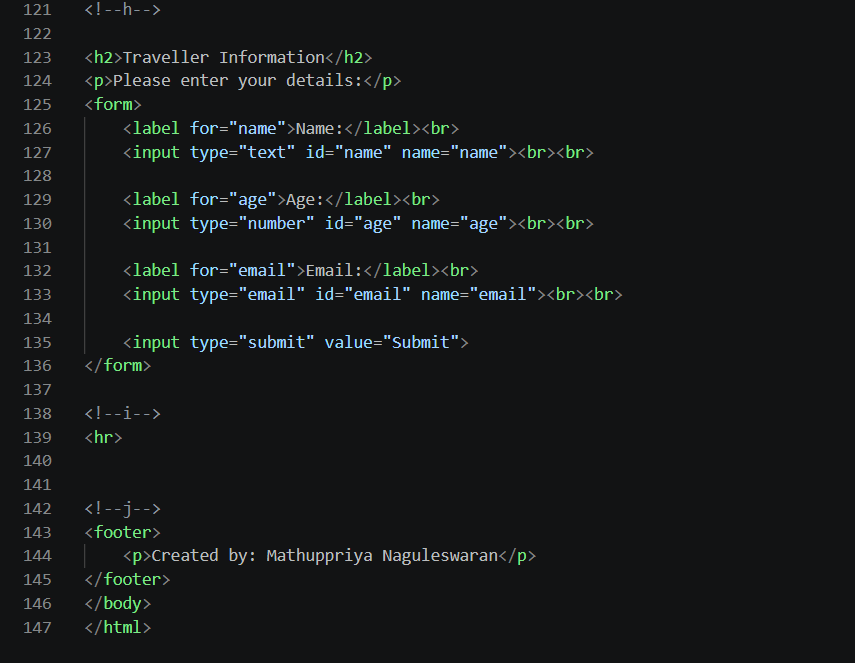 121 <!--h-->
122
123 <h2>Traveller Information</h2>
124 <p>Please enter your details:</p>
125 <form>
126     <label for="name">Name:</label><br>
127     <input type="text" id="name" name="name"><br><br>
128
129     <label for="age">Age:</label><br>
130     <input type="number" id="age" name="age"><br><br>
131
132     <label for="email">Email:</label><br>
133     <input type="email" id="email" name="email"><br><br>
134
135     <input type="submit" value="Submit">
136 </form>
137
138 <!--i-->
139 <hr>
140
141
142 <!--j-->
143 <footer>
144     <p>Created by: Mathuppriya Naguleswaran</p>
145 </footer>
146 </body>
147 </html>